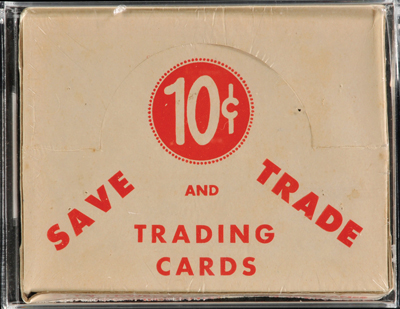 10¢
SAVE AND TRADE
TRADING
CARDS